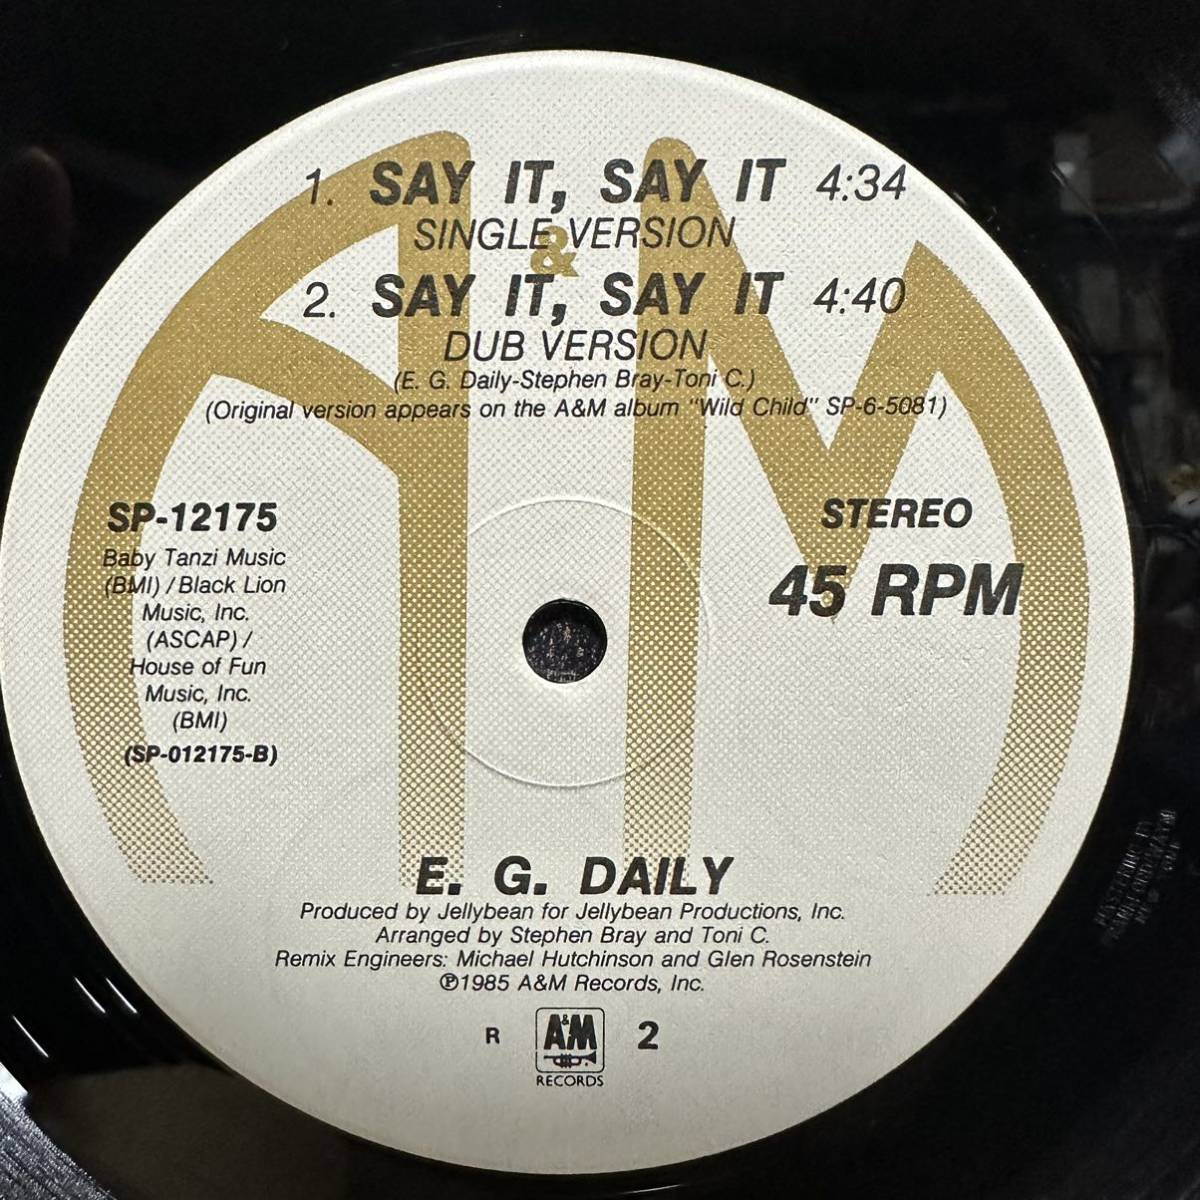 1. SAY IT, SAY IT 4:34
SINGLE VERSION
&
2. SAY IT, SAY IT 4:40
DUB VERSION
(E. G. Daily-Stephen Bray-Toni C.)
(Original version appears on the A&M album "Wild Child" SP-6-5081)
SP-12175
Baby Tanzi Music
(BMI) / Black Lion
Music, Inc.
(ASCAP) /
House of Fun
Music, Inc.
(BMI)
(SP-012175-B)
STEREO
45 RPM
E. G. DAILY
Produced by Jellybean for Jellybean Productions, Inc.
Arranged by Stephen Bray and Toni C.
Remix Engineers: Michael Hutchinson and Glen Rosenstein
℗1985 A&M Records, Inc.
R A&M 2
RECORDS